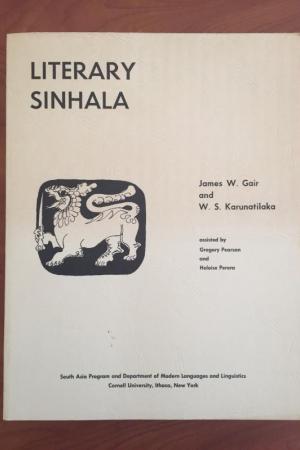 LITERARY
SINHALA
James W. Gair
and
W. S. Karunatilaka
assisted by
Gregory Pearson
and
Heloise Perera
South Asia Program and Department of Modern Languages and Linguistics
Cornell University, Ithaca, New York